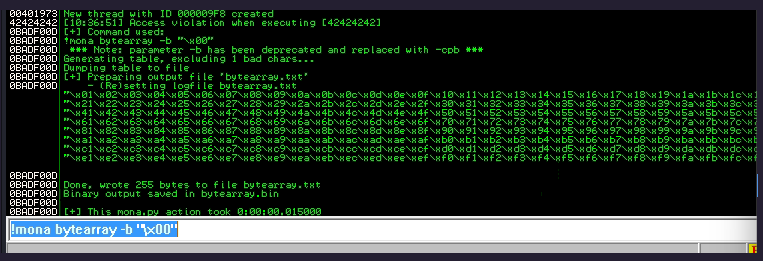 00401973 New thread with ID 000009F8 created
42424242 [10:36:51] Access violation when executing [42424242]
0BADF00D [+] Command used:
0BADF00D !mona bytearray -b "\x00"
0BADF00D *** Note: parameter -b has been deprecated and replaced with -cpb ***
0BADF00D Generating table, excluding 1 bad chars...
0BADF00D Dumping table to file
0BADF00D [+] Preparing output file 'bytearray.txt'
0BADF00D - (Re)setting logfile bytearray.txt
"\x01\x02\x03\x04\x05\x06\x07\x08\x09\x0a\x0b\x0c\x0d\x0e\x0f\x10\x11\x12\x13\x14\x15\x16\x17\x18\x19\x1a\x1b\x1c\x1
"\x21\x22\x23\x24\x25\x26\x27\x28\x29\x2a\x2b\x2c\x2d\x2e\x2f\x30\x31\x32\x33\x34\x35\x36\x37\x38\x39\x3a\x3b\x3c\x3
"\x41\x42\x43\x44\x45\x46\x47\x48\x49\x4a\x4b\x4c\x4d\x4e\x4f\x50\x51\x52\x53\x54\x55\x56\x57\x58\x59\x5a\x5b\x5c\x5
"\x61\x62\x63\x64\x65\x66\x67\x68\x69\x6a\x6b\x6c\x6d\x6e\x6f\x70\x71\x72\x73\x74\x75\x76\x77\x78\x79\x7a\x7b\x7c\x7
"\x81\x82\x83\x84\x85\x86\x87\x88\x89\x8a\x8b\x8c\x8d\x8e\x8f\x90\x91\x92\x93\x94\x95\x96\x97\x98\x99\x9a\x9b\x9c\x9
"\xa1\xa2\xa3\xa4\xa5\xa6\xa7\xa8\xa9\xaa\xab\xac\xad\xae\xaf\xb0\xb1\xb2\xb3\xb4\xb5\xb6\xb7\xb8\xb9\xba\xbb\xbc\xb
"\xc1\xc2\xc3\xc4\xc5\xc6\xc7\xc8\xc9\xca\xcb\xcc\xcd\xce\xcf\xd0\xd1\xd2\xd3\xd4\xd5\xd6\xd7\xd8\xd9\xda\xdb\xdc\xd
"\xe1\xe2\xe3\xe4\xe5\xe6\xe7\xe8\xe9\xea\xeb\xec\xed\xee\xef\xf0\xf1\xf2\xf3\xf4\xf5\xf6\xf7\xf8\xf9\xfa\xfb\xfc\xf
0BADF00D
0BADF00D Done, wrote 255 bytes to file bytearray.txt
0BADF00D Binary output saved in bytearray.bin
0BADF00D
0BADF00D [+] This mona.py action took 0:00:00.015000
!mona bytearray -b "\x00"